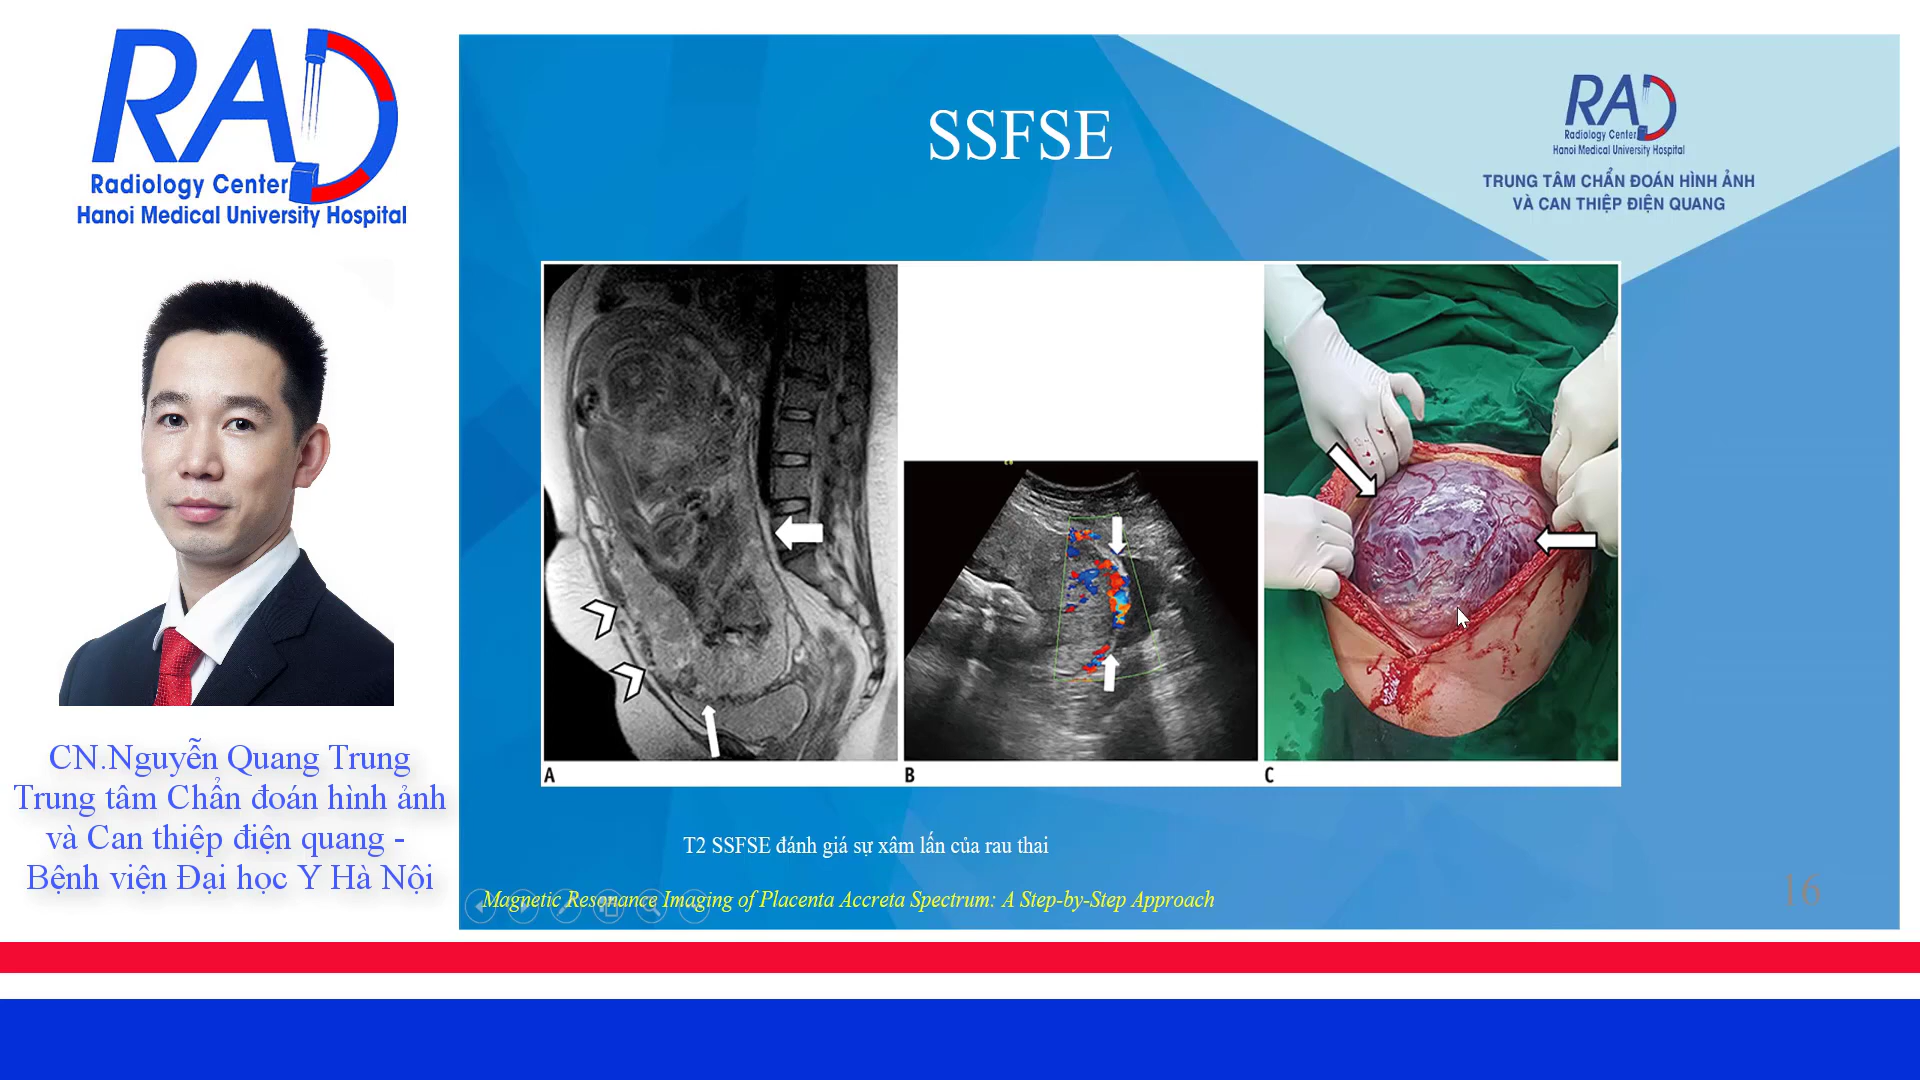 RAD
Radiology Center
Hanoi Medical University Hospital
CN.Nguyễn Quang Trung
Trung tâm Chẩn đoán hình ảnh
và Can thiệp điện quang -
Bệnh viện Đại học Y Hà Nội
SSFSE
RAD
Radiology Center
Hanoi Medical University Hospital
TRUNG TÂM CHẨN ĐOÁN HÌNH ẢNH
VÀ CAN THIỆP ĐIỆN QUANG
A
B
C
T2 SSFSE đánh giá sự xâm lấn của rau thai
Magnetic Resonance Imaging of Placenta Accreta Spectrum: A Step-by-Step Approach
16